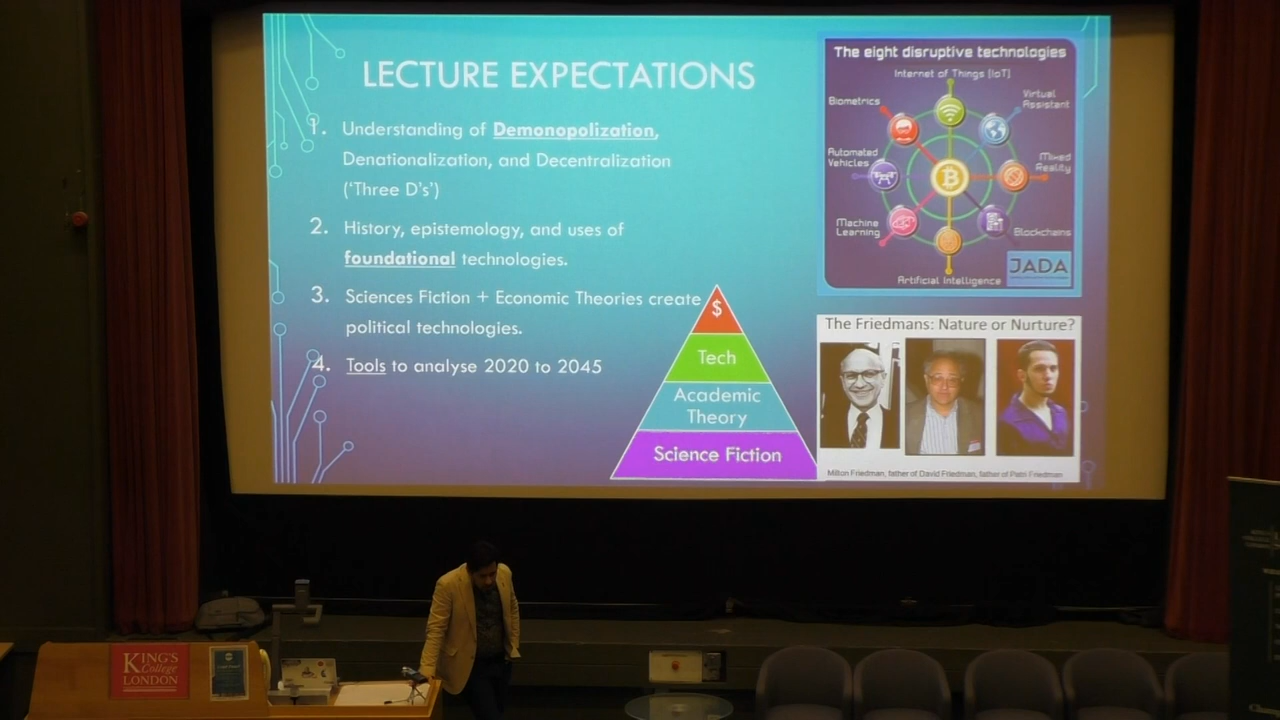 LECTURE EXPECTATIONS
1. Understanding of Demonopolization,
Denationalization, and Decentralization
('Three D's')
2. History, epistemology, and uses of
foundational technologies.
3. Sciences Fiction + Economic Theories create
political technologies.
4. Tools to analyse 2020 to 2045
$
Tech
Academic
Theory
Science Fiction
The eight disruptive technologies
Internet of Things (IoT)
Biometrics
Virtual
Assistant
Automated
Vehicles
Mixed
Reality
Machine
Learning
Blockchains
Artificial Intelligence
JADA
The Friedmans: Nature or Nurture?
Milton Friedman, father of David Friedman, father of Patri Friedman
KING'S
College
LONDON